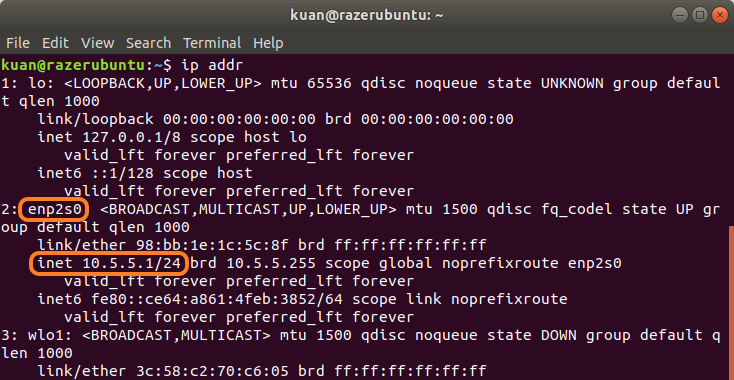 kuan@razerubuntu: ~
File Edit View Search Terminal Help
kuan@razerubuntu:~$ ip addr
1: lo: <LOOPBACK,UP,LOWER_UP> mtu 65536 qdisc noqueue state UNKNOWN group defaul
t qlen 1000
    link/loopback 00:00:00:00:00:00 brd 00:00:00:00:00:00
    inet 127.0.0.1/8 scope host lo
       valid_lft forever preferred_lft forever
    inet6 ::1/128 scope host
       valid_lft forever preferred_lft forever
2: enp2s0  <BROADCAST,MULTICAST,UP,LOWER_UP> mtu 1500 qdisc fq_codel state UP gr
oup default qlen 1000
    link/ether 98:bb:1e:1c:5c:8f brd ff:ff:ff:ff:ff:ff
    inet 10.5.5.1/24 brd 10.5.5.255 scope global noprefixroute enp2s0
       valid_lft forever preferred_lft forever
    inet6 fe80::ce64:a861:4feb:3852/64 scope link noprefixroute
       valid_lft forever preferred_lft forever
3: wlo1: <BROADCAST,MULTICAST> mtu 1500 qdisc noqueue state DOWN group default q
len 1000
    link/ether 3c:58:c2:70:c6:05 brd ff:ff:ff:ff:ff:ff